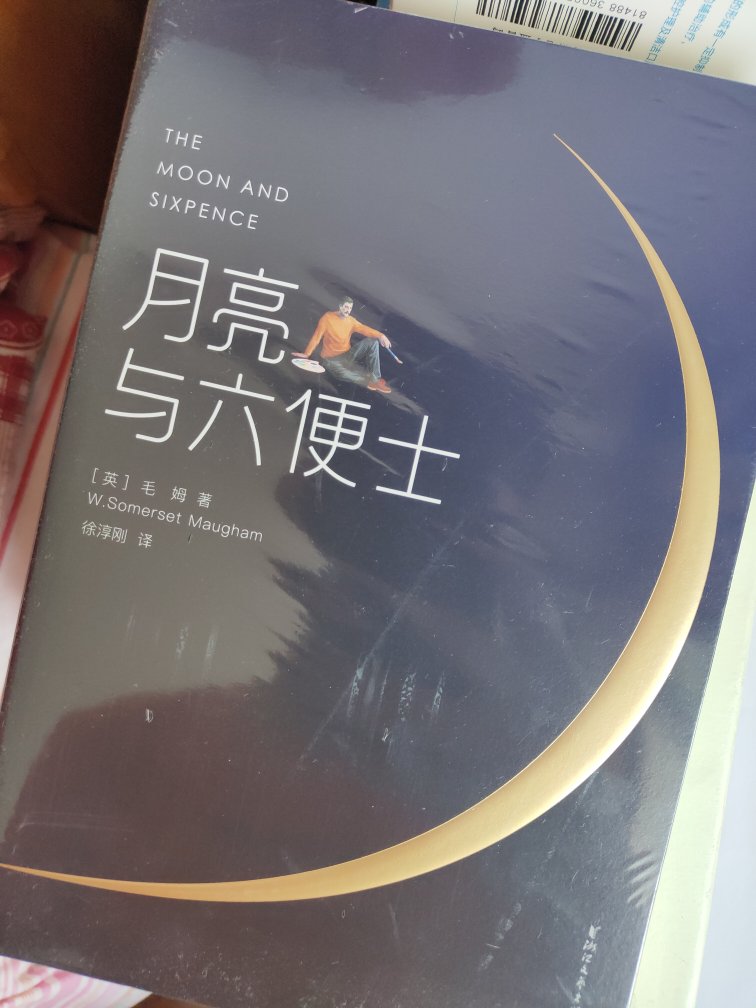 THE
MOON AND
SIXPENCE
月亮
与六便士
[英] 毛 姆 著
W.Somerset Maugham
徐淳刚 译